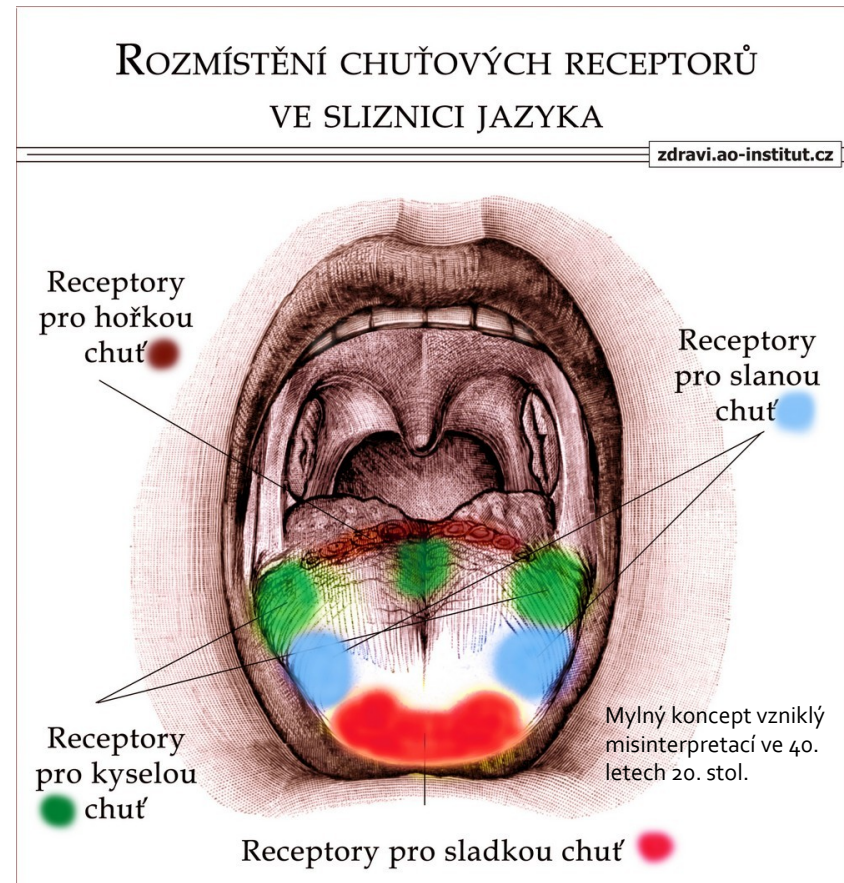 ROZMÍSTĚNÍ CHUŤOVÝCH RECEPTORŮ
VE SLIZNICI JAZYKA
zdravi.ao-institut.cz
Receptory
pro hořkou
chuť
Receptory
pro slanou
chuť
Receptory
pro kyselou
chuť
Mylný koncept vzniklý
misinterpretací ve 40.
letech 20. stol.
Receptory pro sladkou chuť